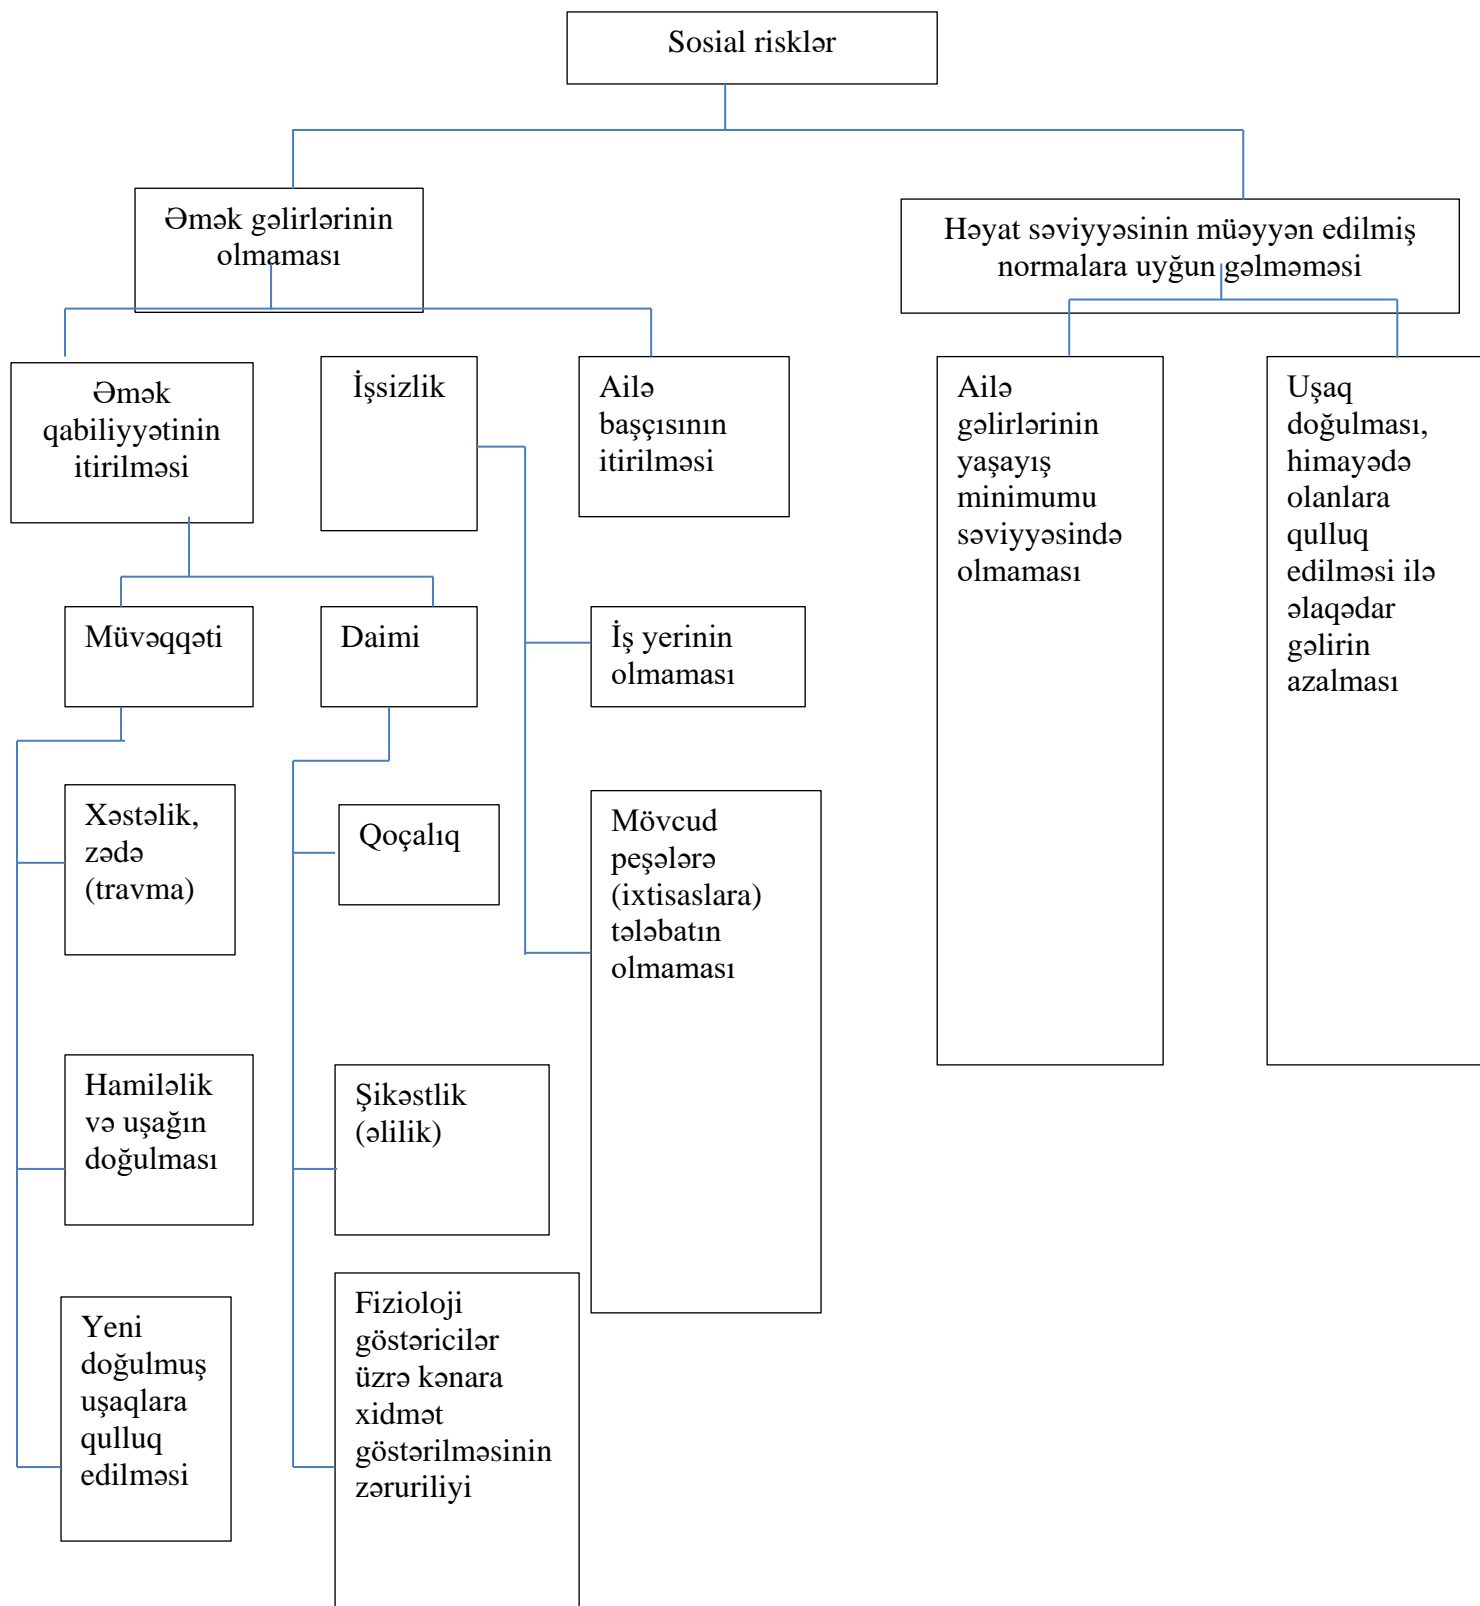 Sosial risklər
Əmək gəlirlərinin
olmaması
Həyat səviyyəsinin müəyyən edilmiş
normalara uyğun gəlməməsi
Əmək
qabiliyyətinin
itirilməsi
İşsizlik
Ailə
başçısının
itirilməsi
Ailə
gəlirlərinin
yaşayış
minimumu
səviyyəsində
olmaması
Uşaq
doğulması,
himayədə
olanlara
qulluq
edilməsi ilə
əlaqədar
gəlirin
azalması
Müvəqqəti
Daimi
İş yerinin
olmaması
Xəstəlik,
zədə
(travma)
Qoçalıq
Mövcud
peşələrə
(ixtisaslara)
tələbatın
olmaması
Hamiləlik
və uşağın
doğulması
Şikəstlik
(əlilik)
Yeni
doğulmuş
uşaqlara
qulluq
edilməsi
Fizioloji
göstəricilər
üzrə kənara
xidmət
göstərilməsinin
zəruriliyi